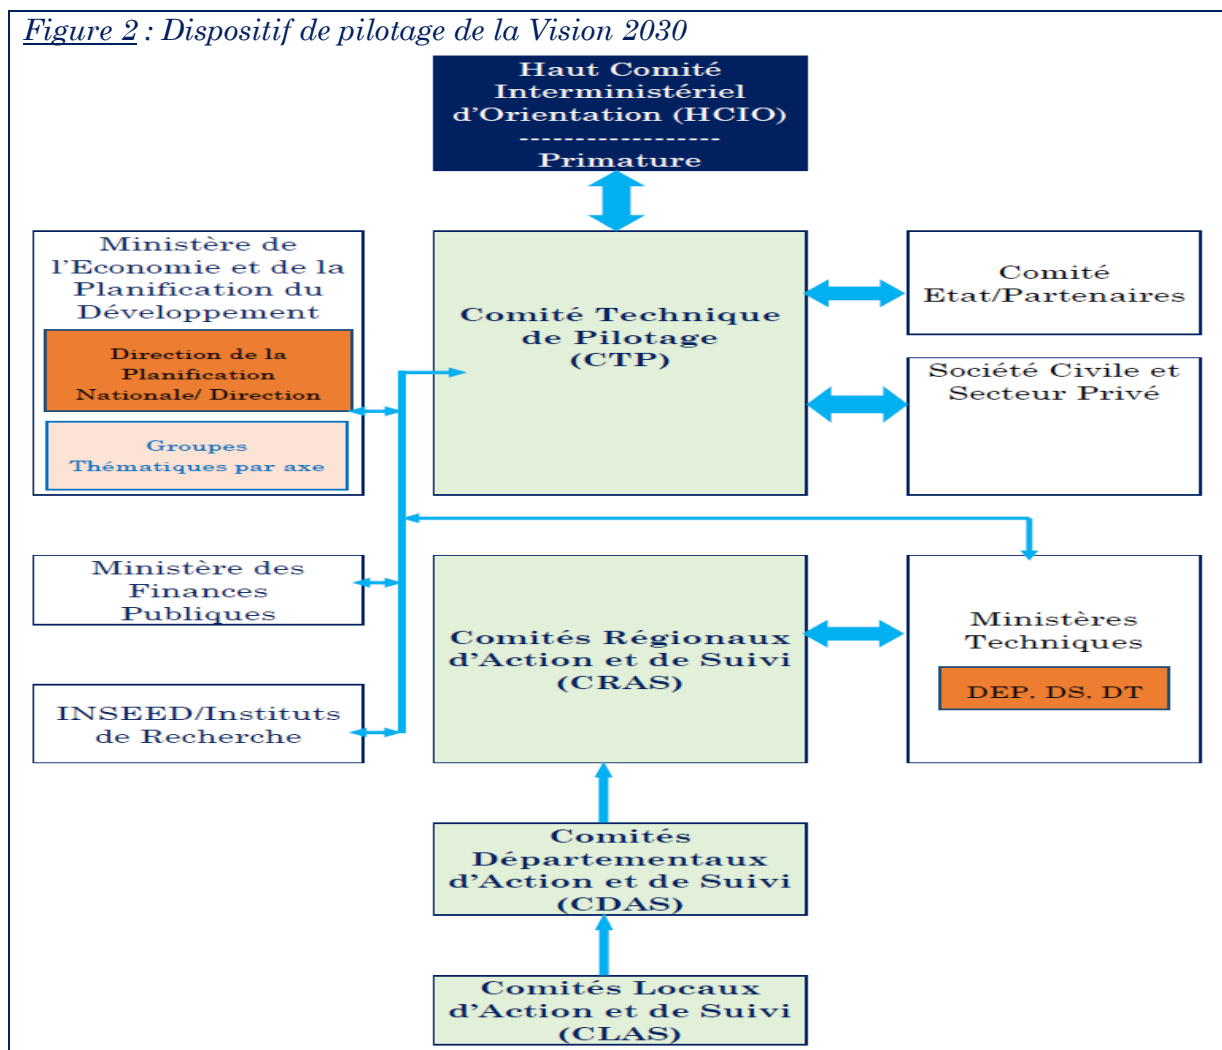 Figure 2 : Dispositif de pilotage de la Vision 2030
Haut Comité
Interministériel
d'Orientation (HCIO)
------------------
Primature
Ministère de
l'Economie et de la
Planification du
Développement
Direction de la
Planification
Nationale/ Direction
Groupes
Thématiques par axe
Comité Technique
de Pilotage
(CTP)
Comité
Etat/Partenaires
Société Civile et
Secteur Privé
Ministère des
Finances
Publiques
Comités Régionaux
d'Action et de Suivi
(CRAS)
Ministères
Techniques
DEP, DS, DT
INSEED/Instituts
de Recherche
Comités
Départementaux
d'Action et de Suivi
(CDAS)
Comités Locaux
d'Action et de Suivi
(CLAS)